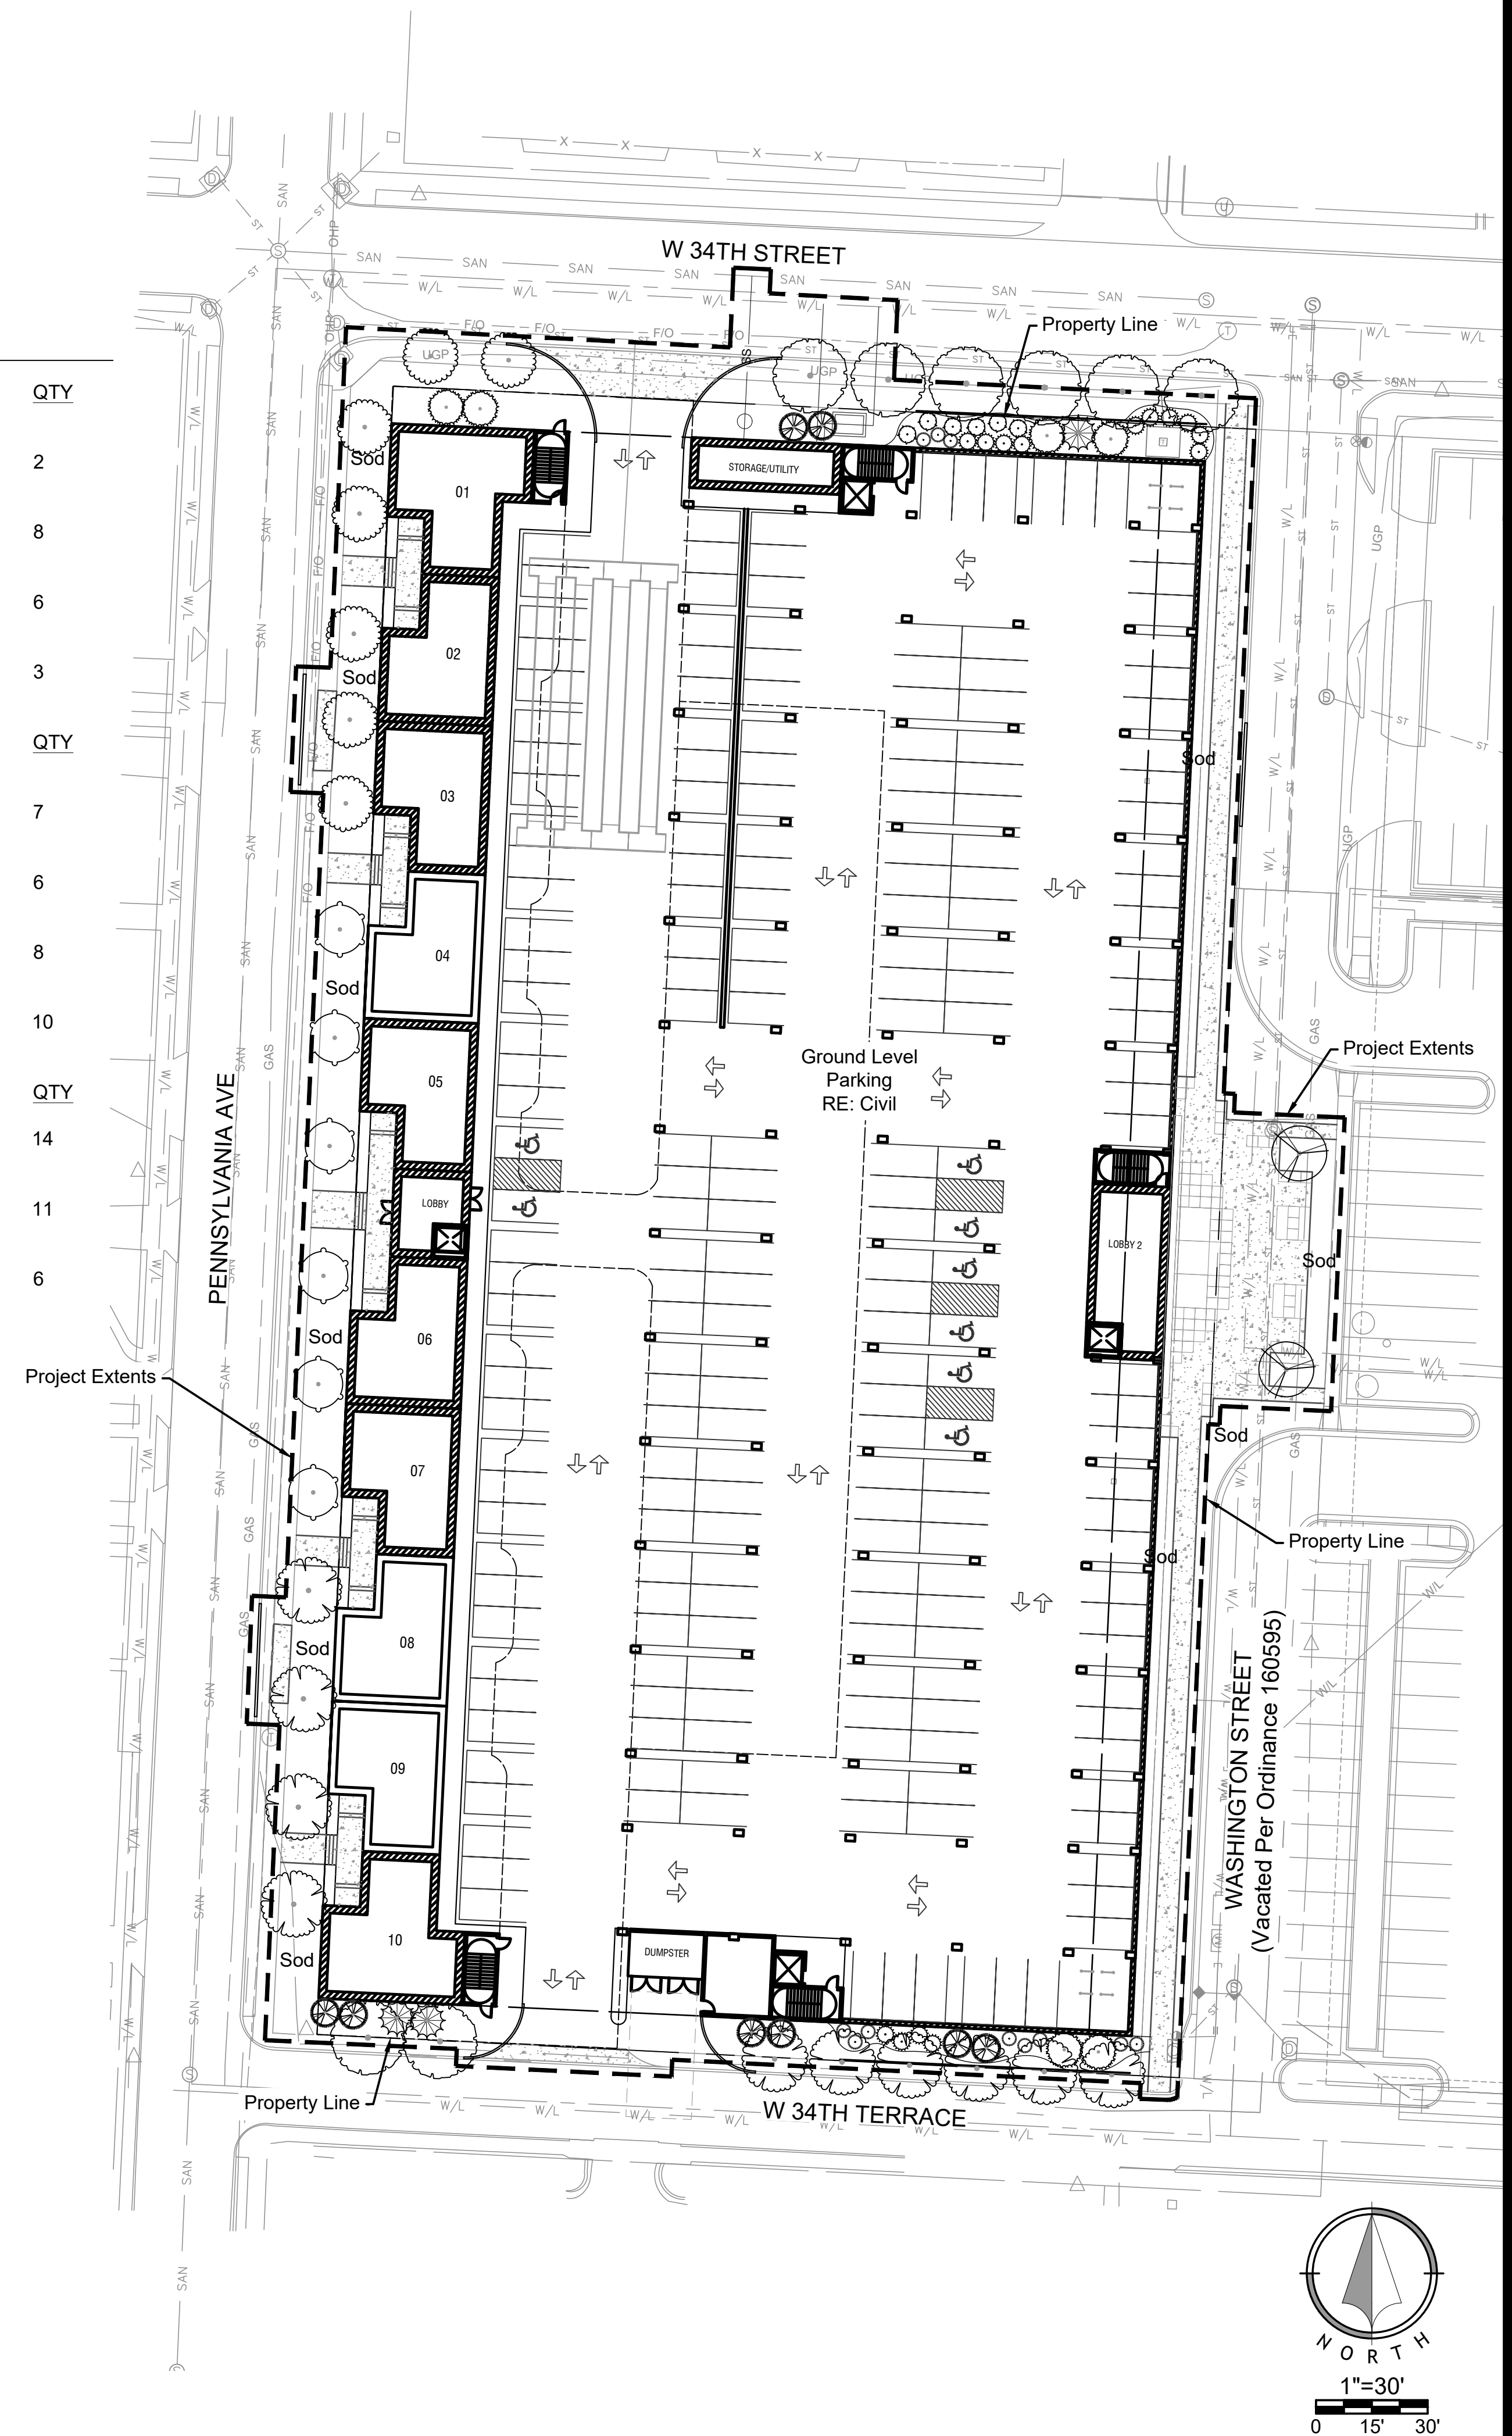 W 34TH STREET
Property Line
QTY
2
8
6
3
QTY
7
6
8
10
QTY
14
11
6
Sod
01
STORAGE/UTILITY
02
Sod
Sod
03
04
Sod
05
Ground Level
Parking
RE: Civil
Project Extents
PENNSYLVANIA AVE
LOBBY
LOBBY 2
Sod
06
Sod
Project Extents
07
Sod
Property Line
Sod
08
Sod
09
WASHINGTON STREET
(Vacated Per Ordinance 160595)
10
DUMPSTER
Sod
Property Line
W 34TH TERRACE
NORTH
1"=30'
0 15' 30'
SAN
W/L
ST
F/O
UGP
OHP
GAS
SS
X
D
S
U
T